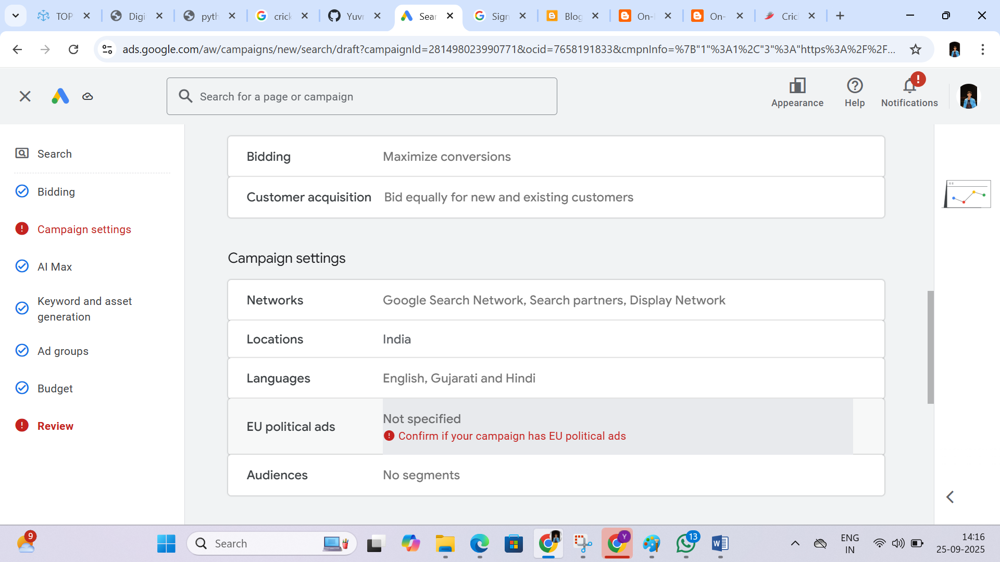 TOP
Digi
pyth
crick
Yuvr
Sear
Sign
Blog
On-
On-
Cric
ads.google.com/aw/campaigns/new/search/draft?campaignId=281498023990771&ocid=7658191833&cmpnInfo=%7B"1"%3A1%2C"3"%3A"https%3A%2F%2F...
Search for a page or campaign
Appearance
Help
Notifications
Search
Bidding
Campaign settings
AI Max
Keyword and asset
generation
Ad groups
Budget
Review
Bidding Maximize conversions
Customer acquisition Bid equally for new and existing customers
Campaign settings
Networks Google Search Network, Search partners, Display Network
Locations India
Languages English, Gujarati and Hindi
EU political ads Not specified
Confirm if your campaign has EU political ads
Audiences No segments
9
Search
Y
13
ENG
IN
14:16
25-09-2025